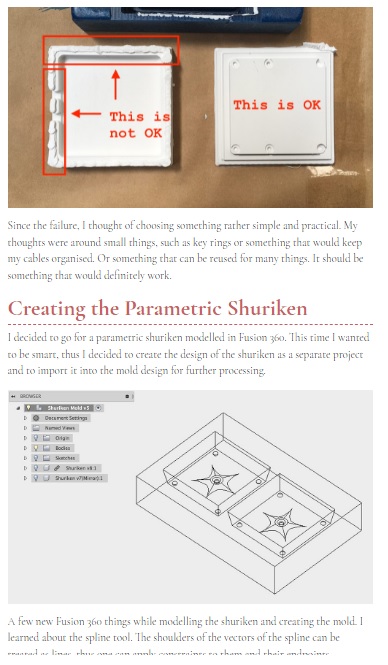 This is
not OK
This is OK
Since the failure, I thought of choosing something rather simple and practical. My
thoughts were around small things, such as key rings or something that would keep
my cables organised. Or something that can be reused for many things. It should be
something that would definitely work.
Creating the Parametric Shuriken
I decided to go for a parametric shuriken modelled in Fusion 360. This time I wanted
to be smart, thus I decided to create the design of the shuriken as a separate project
and to import it into the mold design for further processing.
BROWSER
Shuriken Mold v5
Document Settings
Named Views
Origin
Bodies
Sketches
Shuriken v8:1
Shuriken v7(Mirror):1
A few new Fusion 360 things while modelling the shuriken and creating the mold. I
learned about the spline tool. The shoulders of the vectors of the spline can be
treated as lines, thus one can apply constraints to them and their endpoints.